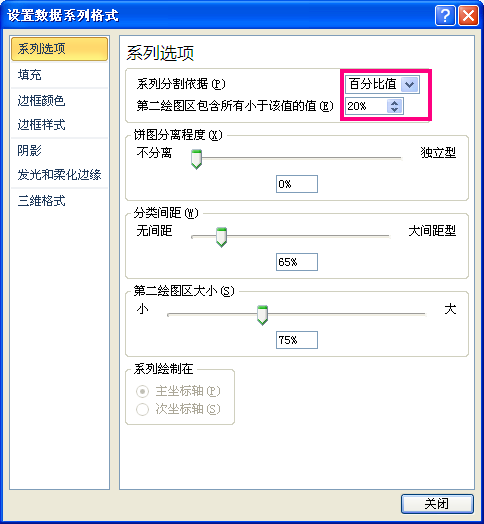 设置数据系列格式
系列选项
填充
边框颜色
边框样式
阴影
发光和柔化边缘
三维格式
系列选项
系列分割依据(P) 百分比值
第二绘图区包含所有小于该值的值(E) 20%
饼图分离程度(X)
不分离 独立型
0%
分类间距(W)
无间距 大间距型
65%
第二绘图区大小(S)
小 大
75%
系列绘制在
主坐标轴(P)
次坐标轴(S)
关闭